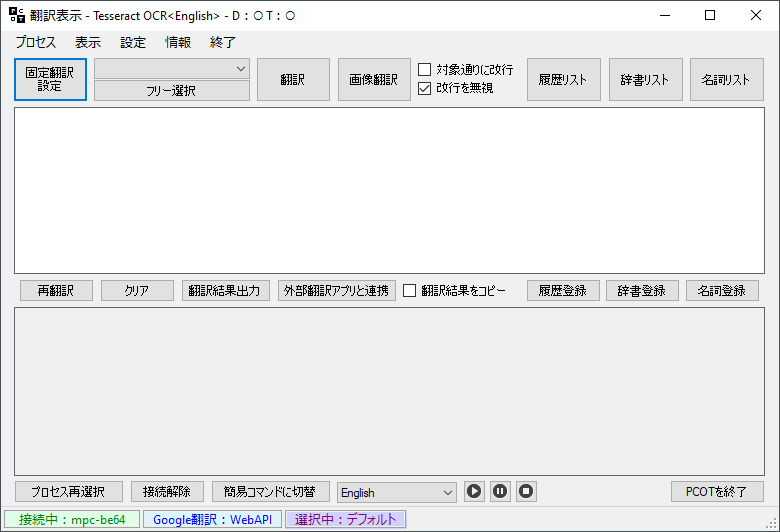 翻訳表示 - Tesseract OCR<English> - D：○ T：○
プロセス 表示 設定 情報 終了
固定翻訳
設定
フリー選択
翻訳
画像翻訳
対象通りに改行
改行を無視
履歴リスト
辞書リスト
名詞リスト
再翻訳 クリア 翻訳結果出力 外部翻訳アプリと連携 翻訳結果をコピー 履歴登録 辞書登録 名詞登録
プロセス再選択 接続解除 簡易コマンドに切替 English PCOTを終了
接続中：mpc-be64 Google翻訳：WebAPI 選択中：デフォルト